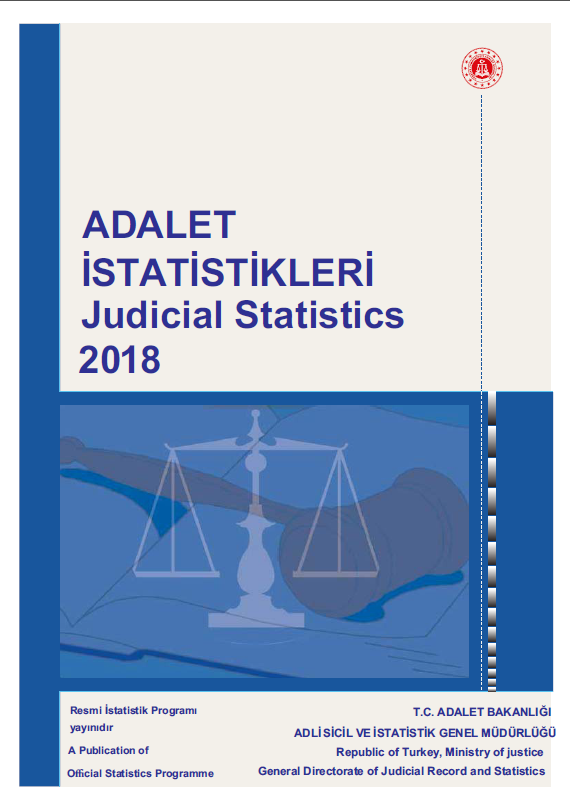 ADALET
İSTATİSTİKLERİ
Judicial Statistics
2018
Resmi İstatistik Programı
yayınıdır
A Publication of
Official Statistics Programme
T.C. ADALET BAKANLIĞI
ADLİ SİCİL VE İSTATİSTİK GENEL MÜDÜRLÜĞÜ
Republic of Turkey, Ministry of justice
General Directorate of Judicial Record and Statistics